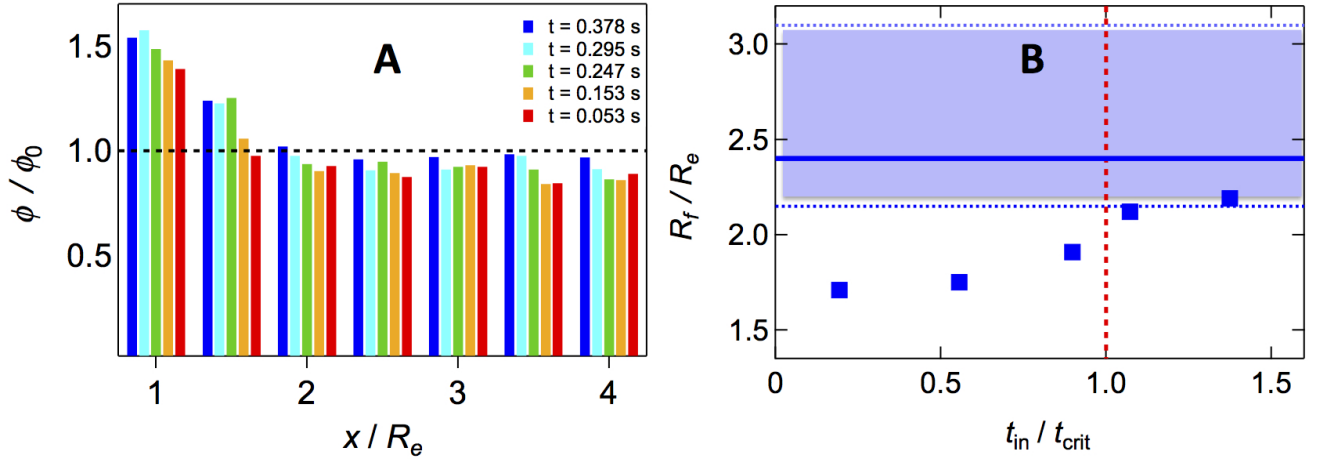 A
t = 0.378 s
t = 0.295 s
t = 0.247 s
t = 0.153 s
t = 0.053 s
1.5
1.0
0.5
ϕ / ϕ0
1 2 3 4
x / Re
B
3.0
2.5
2.0
1.5
Rf / Re
0 0.5 1.0 1.5
tin / tcrit